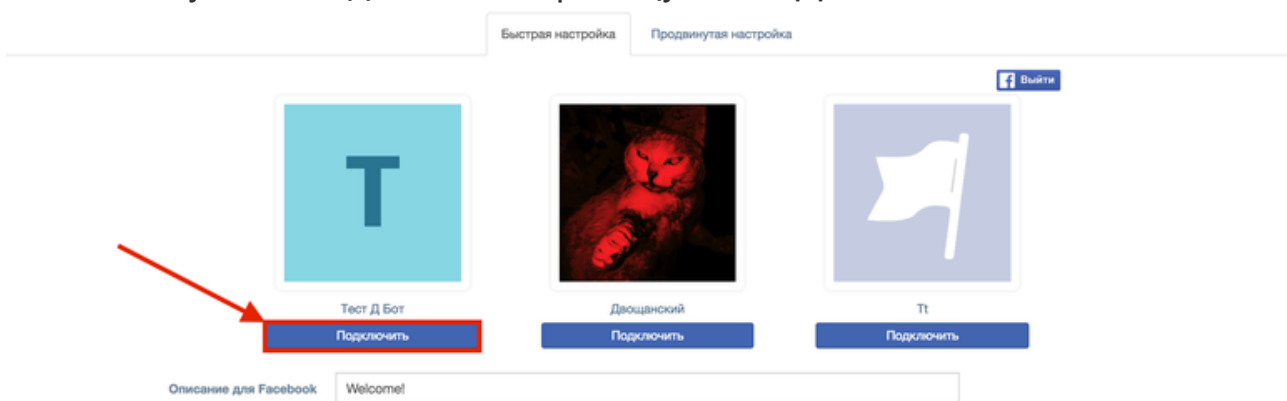 Быстрая настройка Продвинутая настройка
Выйти
T
Тест Д Бот Двощанский Tt
Подключить Подключить Подключить
Описание для Facebook Welcome!